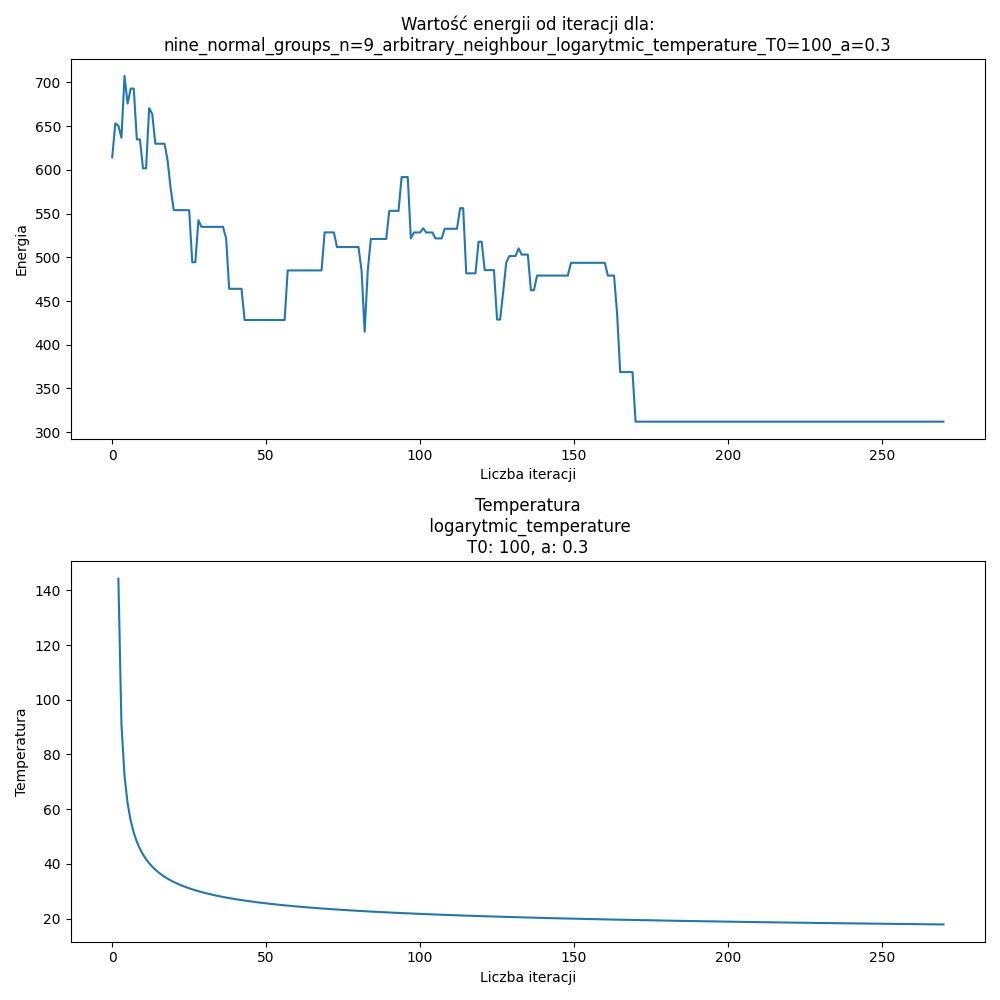 Wartość energii od iteracji dla:
nine_normal_groups_n=9_arbitrary_neighbour_logarytmic_temperature_T0=100_a=0.3
700
650
600
550
500
450
400
350
300
Energia
0 50 100 150 200 250
Liczba iteracji
Temperatura
logarytmic_temperature
T0: 100, a: 0.3
140
120
100
80
60
40
20
Temperatura
0 50 100 150 200 250
Liczba iteracji